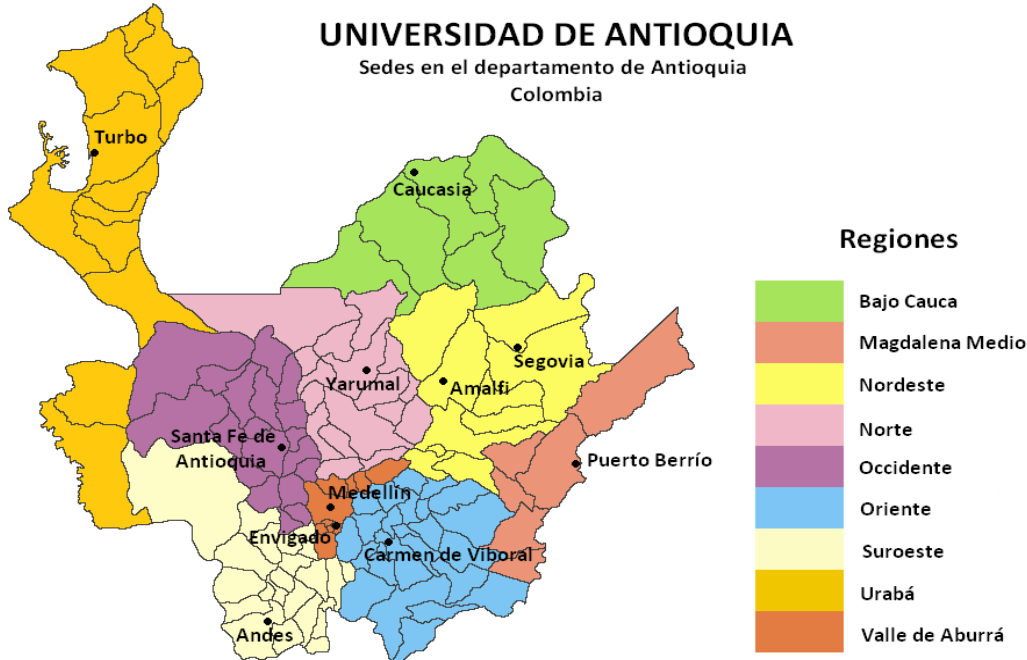 UNIVERSIDAD DE ANTIOQUIA
Sedes en el departamento de Antioquia
Colombia
Turbo
Caucasia
Segovia
Yarumal
Amalfi
Santa Fe de
Antioquia
Puerto Berrío
Medellín
Envigado
Carmen de Viboral
Andes
Regiones
Bajo Cauca
Magdalena Medio
Nordeste
Norte
Occidente
Oriente
Suroeste
Urabá
Valle de Aburrá